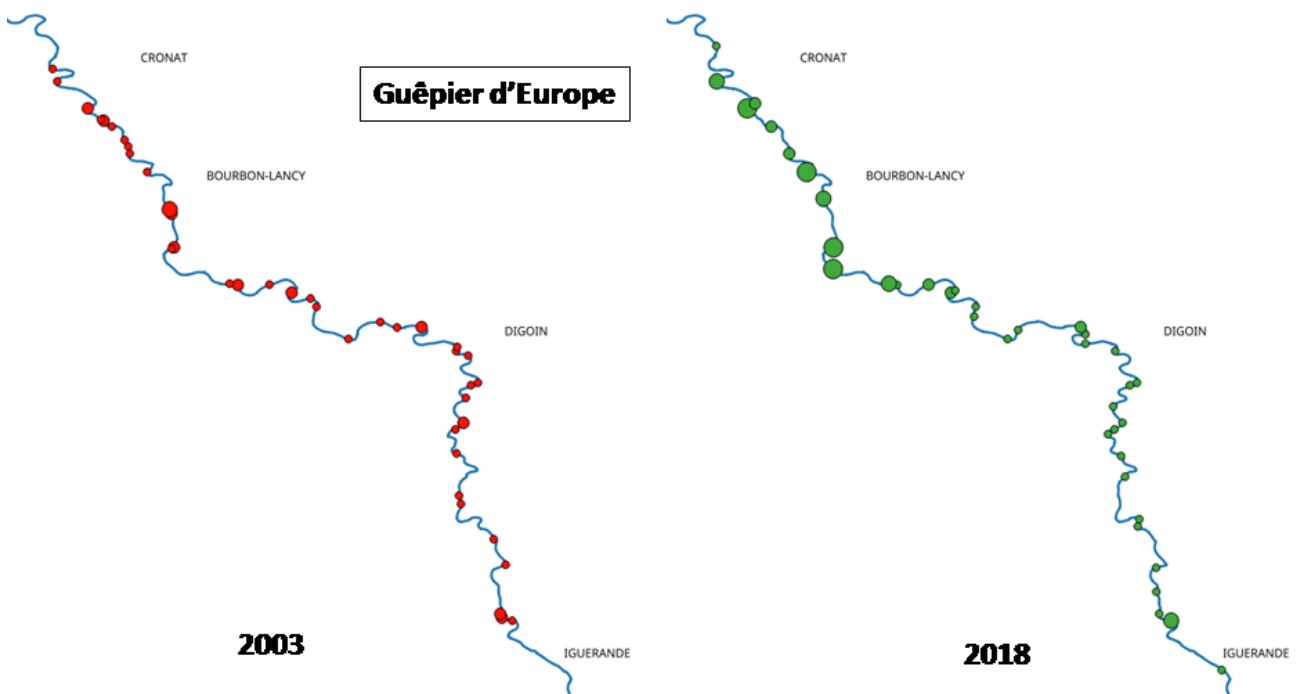 CRONAT
Guêpier d'Europe
BOURBON-LANCY
DIGOIN
2003
IGUERANDE
CRONAT
BOURBON-LANCY
DIGOIN
2018
IGUERANDE